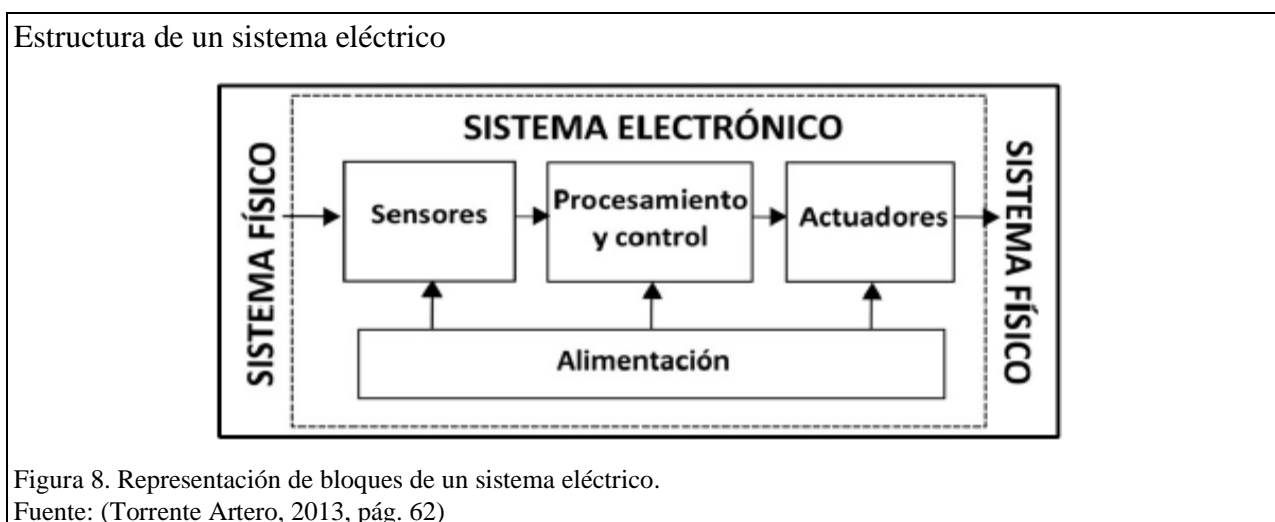 Estructura de un sistema eléctrico
SISTEMA ELECTRÓNICO
SISTEMA FÍSICO
Sensores
Procesamiento
y control
Actuadores
SISTEMA FÍSICO
Alimentación
Figura 8. Representación de bloques de un sistema eléctrico.
Fuente: (Torrente Artero, 2013, pág. 62)